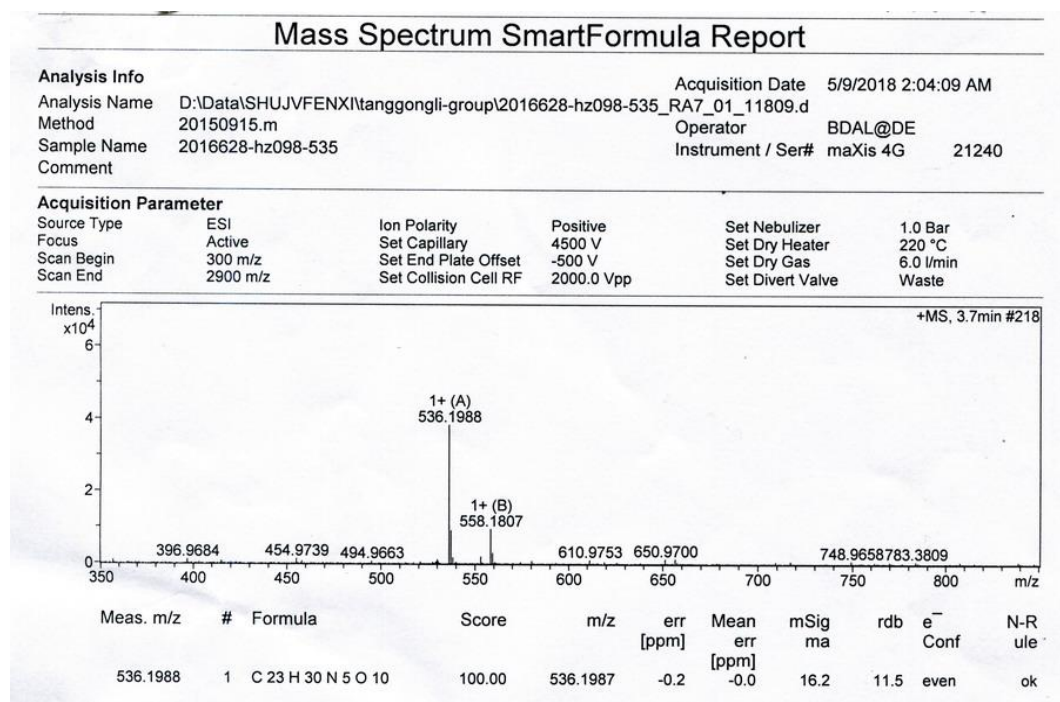 Mass Spectrum SmartFormula Report
Analysis Info
Acquisition Date 5/9/2018 2:04:09 AM
Analysis Name D:\Data\SHUJVFENXI\tanggongli-group\2016628-hz098-535_RA7_01_11809.d
Method 20150915.m
Operator BDAL@DE
Sample Name 2016628-hz098-535
Instrument / Ser# maXis 4G 21240
Comment
Acquisition Parameter
Source Type ESI Ion Polarity Positive Set Nebulizer 1.0 Bar
Focus Active Set Capillary 4500 V Set Dry Heater 220 °C
Scan Begin 300 m/z Set End Plate Offset -500 V Set Dry Gas 6.0 l/min
Scan End 2900 m/z Set Collision Cell RF 2000.0 Vpp Set Divert Valve Waste
Intens.
x10⁴
+MS, 3.7min #218
6
1+ (A)
536.1988
4
2
1+ (B)
558.1807
396.9684 454.9739 494.9663 610.9753 650.9700 748.9658783.3809
0
350 400 450 500 550 600 650 700 750 800 m/z
Meas. m/z # Formula Score m/z err Mean mSig rdb e⁻ N-R
[ppm] err ma Conf ule
[ppm]
536.1988 1 C 23 H 30 N 5 O 10 100.00 536.1987 -0.2 -0.0 16.2 11.5 even ok